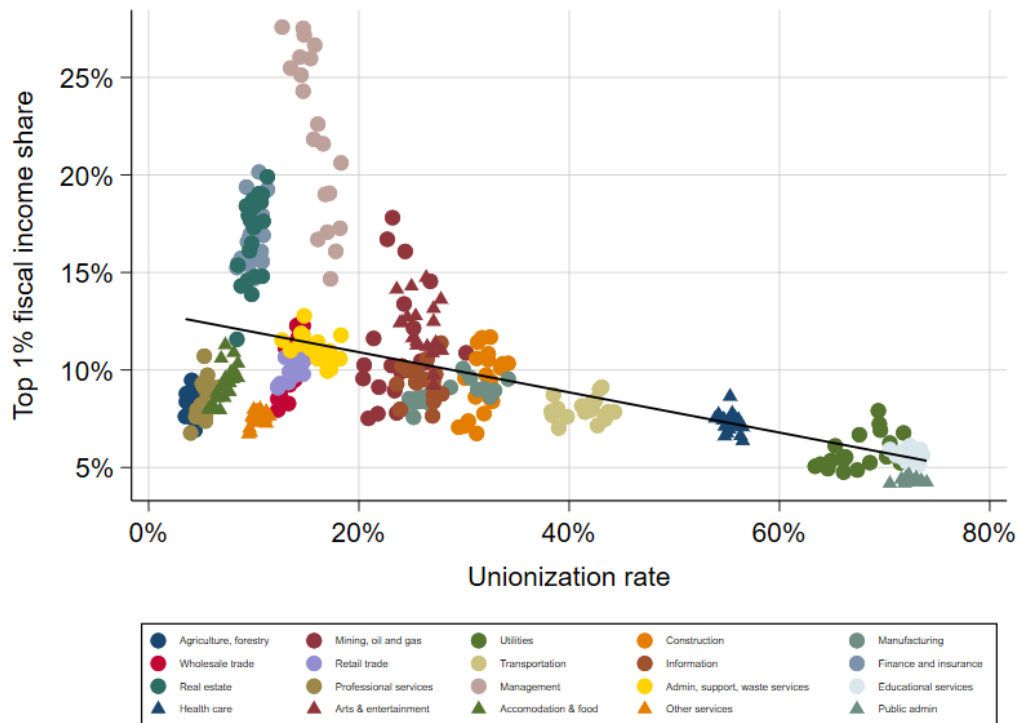 Top 1% fiscal income share
25%
20%
15%
10%
5%
0% 20% 40% 60% 80%
Unionization rate
Agriculture, forestry Mining, oil and gas Utilities Construction Manufacturing
Wholesale trade Retail trade Transportation Information Finance and insurance
Real estate Professional services Management Admin, support, waste services Educational services
Health care Arts & entertainment Accomodation & food Other services Public admin